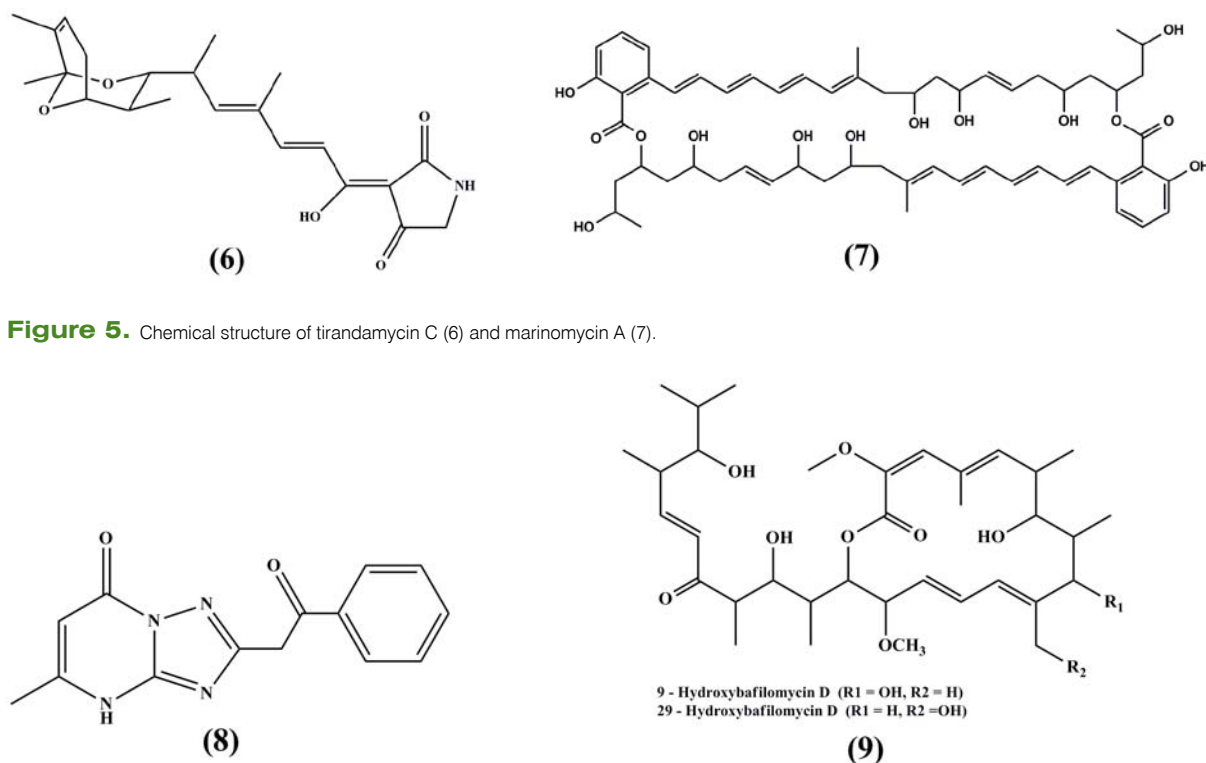 O
O
O
NH
HO
O
(6)
OH
HO
O
O
OH
OH
OH
O
O
OH
OH
OH
O
OH
HO
(7)
Figure 5. Chemical structure of tirandamycin C (6) and marinomycin A (7).
O
O
N
N
N
N
H
(8)
OH
O
OH
O
O
HO
O
R1
OCH3
R2
9 - Hydroxybafilomycin D (R1 = OH, R2 = H)
29 - Hydroxybafilomycin D (R1 = H, R2 =OH)
(9)